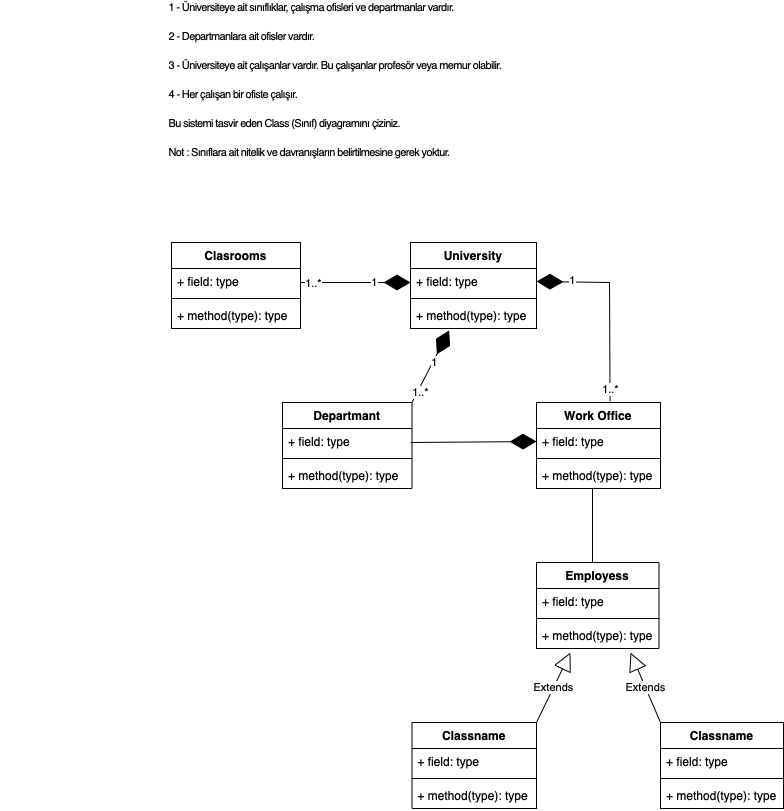 1 - Üniversiteye ait sınıflıklar, çalışma ofisleri ve departmanlar vardır.
2 - Departmanlara ait ofisler vardır.
3 - Üniversiteye ait çalışanlar vardır. Bu çalışanlar profesör veya memur olabilir.
4 - Her çalışan bir ofiste çalışır.
Bu sistemi tasvir eden Class (Sınıf) diyagramını çiziniz.
Not : Sınıflara ait nitelik ve davranışların belirtilmesine gerek yoktur.
Clasrooms
+ field: type
+ method(type): type
1..*
1
University
+ field: type
+ method(type): type
1
1
1..*
1..*
Departmant
+ field: type
+ method(type): type
Work Office
+ field: type
+ method(type): type
Employess
+ field: type
+ method(type): type
Extends
Extends
Classname
+ field: type
+ method(type): type
Classname
+ field: type
+ method(type): type